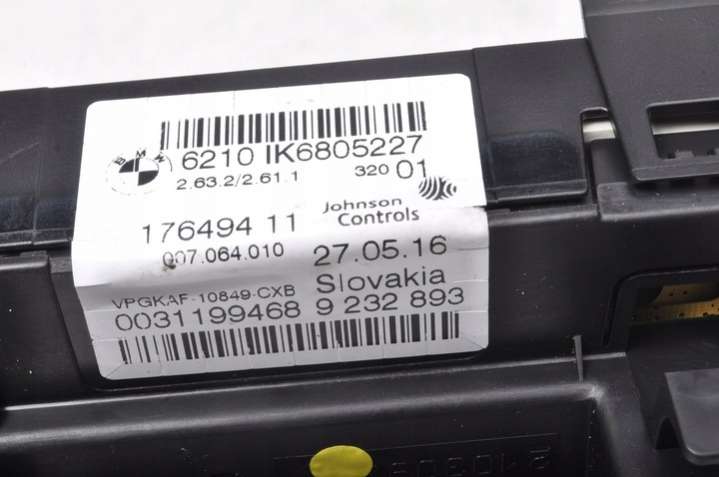 BMW
6210 IK6805227
2.63.2/2.61.1 320 01
Johnson
Controls
176494 11
007.064.010 27.05.16
VPGKAF-10849-CXB Slovakia
0031199468 9 232 893